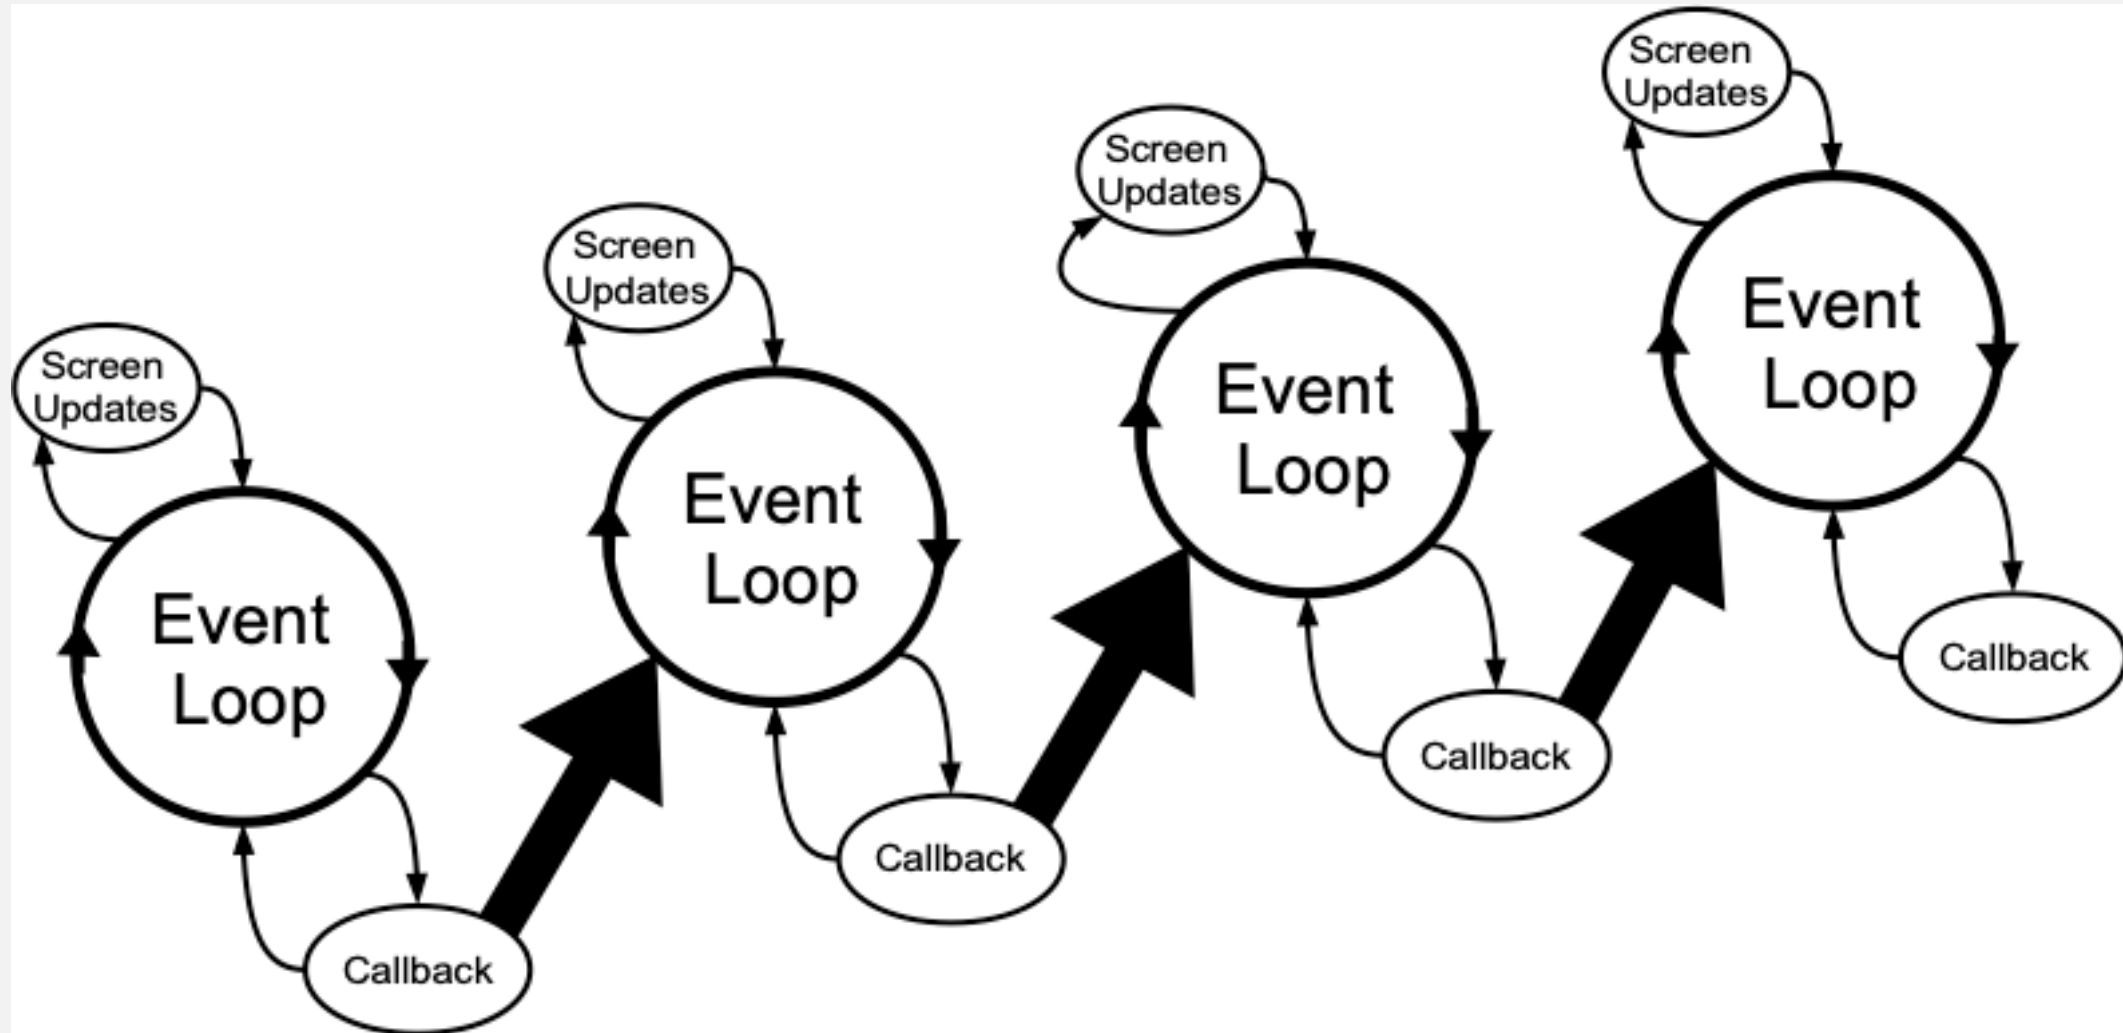 Screen
Updates
Event
Loop
Callback
Screen
Updates
Event
Loop
Callback
Screen
Updates
Event
Loop
Callback
Screen
Updates
Event
Loop
Callback